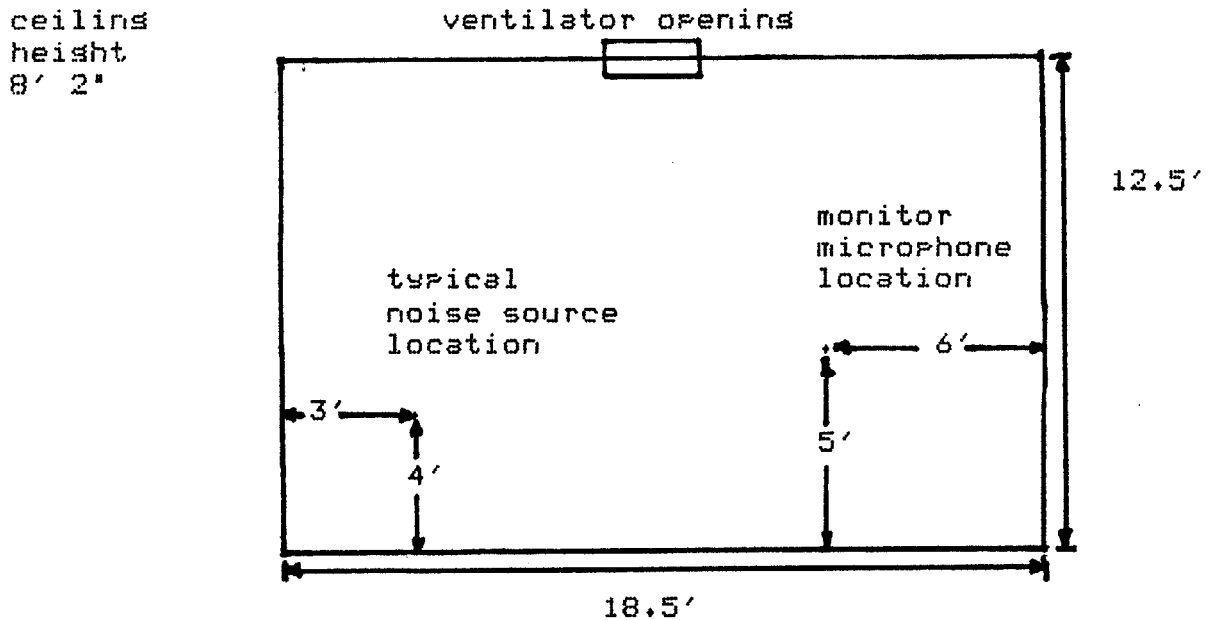 ceiling
height
8′ 2"
ventilator opening
12.5′
monitor
microphone
location
typical
noise source
location
6′
3′
5′
4′
18.5′